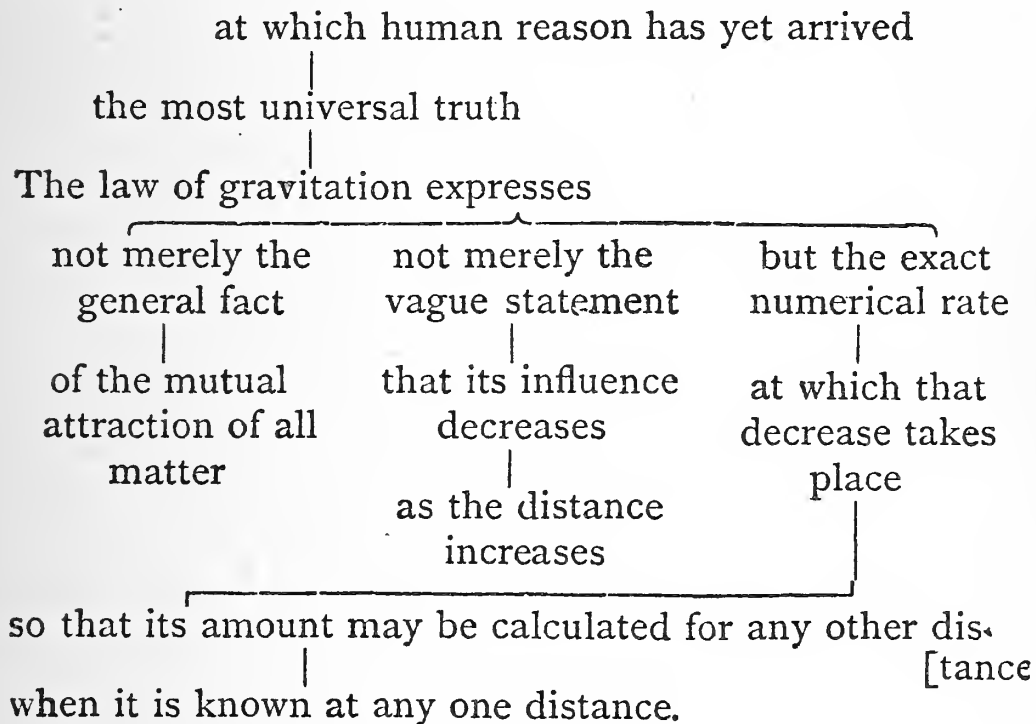 at which human reason has yet arrived
the most universal truth
The law of gravitation expresses
not merely the
general fact
of the mutual
attraction of all
matter
not merely the
vague statement
that its influence
decreases
as the distance
increases
but the exact
numerical rate
at which that
decrease takes
place
so that its amount may be calculated for any other dis-
[tance
when it is known at any one distance.